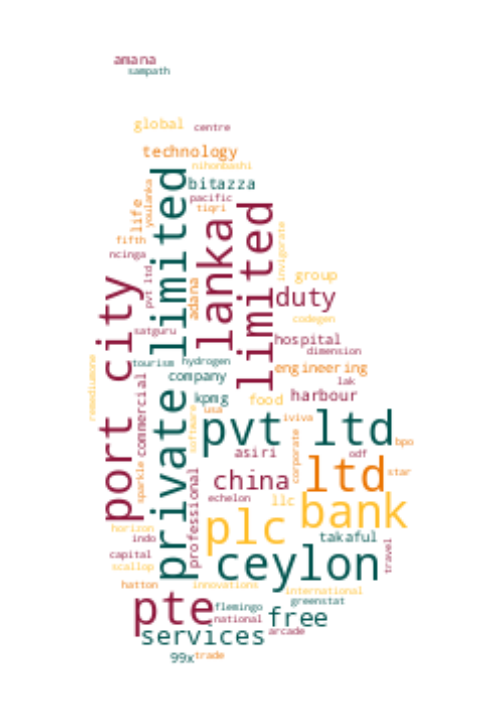 amana
sampath
global
centre
technology
nihonbashi
bitazza
pacific
tiqri
life
youlanka
fifth
ncinga
pvt ltd
private limited
lanka
limited
invigorate
group
duty
adana
codegen
port city
satguru
hospital
dimension
tourism
hydrogen
engineering
company
lak
remediumone
commercial
kpmg
food
harbour
usa
software
iviva
pvt ltd
corporate
bpo
asiri
odf
sparkle
professional
china
ltd
star
echelon
llc
bank
plc
horizon
indo
takaful
travel
capital
scallop
ceylon
hatton
innovations
international
greenstat
pte
flemingo
free
national
services
arcade
99x
trade